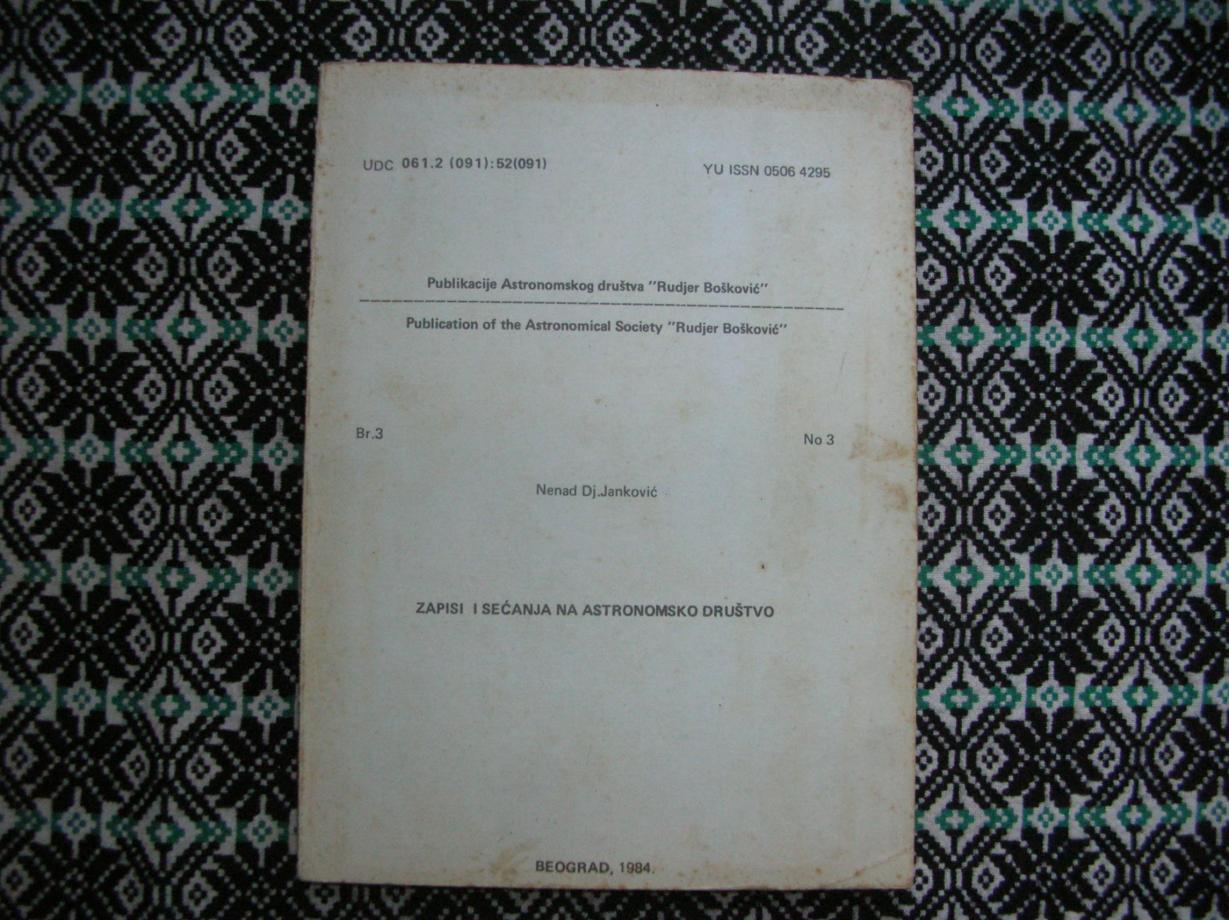 UDC 061.2 (091):52(091) YU ISSN 0506 4295
Publikacije Astronomskog društva "Rudjer Bošković"
Publication of the Astronomical Society "Rudjer Bošković"
Br.3 No 3
Nenad Dj.Janković
ZAPISI I SEĆANJA NA ASTRONOMSKO DRUŠTVO
BEOGRAD, 1984.